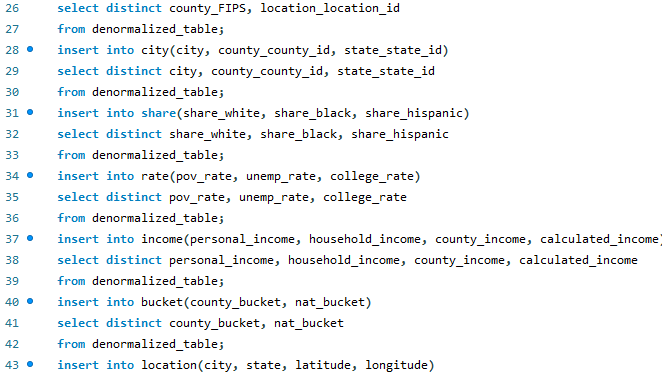 26 select distinct county_FIPS, location_location_id
27 from denormalized_table;
28 insert into city(city, county_county_id, state_state_id)
29 select distinct city, county_county_id, state_state_id
30 from denormalized_table;
31 insert into share(share_white, share_black, share_hispanic)
32 select distinct share_white, share_black, share_hispanic
33 from denormalized_table;
34 insert into rate(pov_rate, unemp_rate, college_rate)
35 select distinct pov_rate, unemp_rate, college_rate
36 from denormalized_table;
37 insert into income(personal_income, household_income, county_income, calculated_income)
38 select distinct personal_income, household_income, county_income, calculated_income
39 from denormalized_table;
40 insert into bucket(county_bucket, nat_bucket)
41 select distinct county_bucket, nat_bucket
42 from denormalized_table;
43 insert into location(city, state, latitude, longitude)